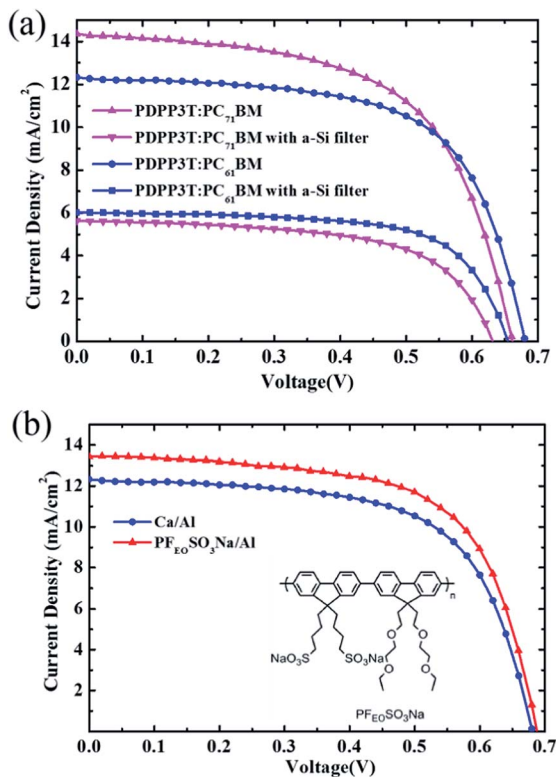 (a)
14
12
10
8
6
4
2
0
Current Density (mA/cm²)
PDPP3T:PC₇₁BM
PDPP3T:PC₇₁BM with a-Si filter
PDPP3T:PC₆₁BM
PDPP3T:PC₆₁BM with a-Si filter
0.0 0.1 0.2 0.3 0.4 0.5 0.6 0.7
Voltage(V)
(b)
14
12
10
8
6
4
2
Current Density (mA/cm²)
Ca/Al
PF_EOSO₃Na/Al
n
NaO₃S
SO₃Na
O
O
O
O
PF_EOSO₃Na
0.0 0.1 0.2 0.3 0.4 0.5 0.6 0.7
Voltage(V)